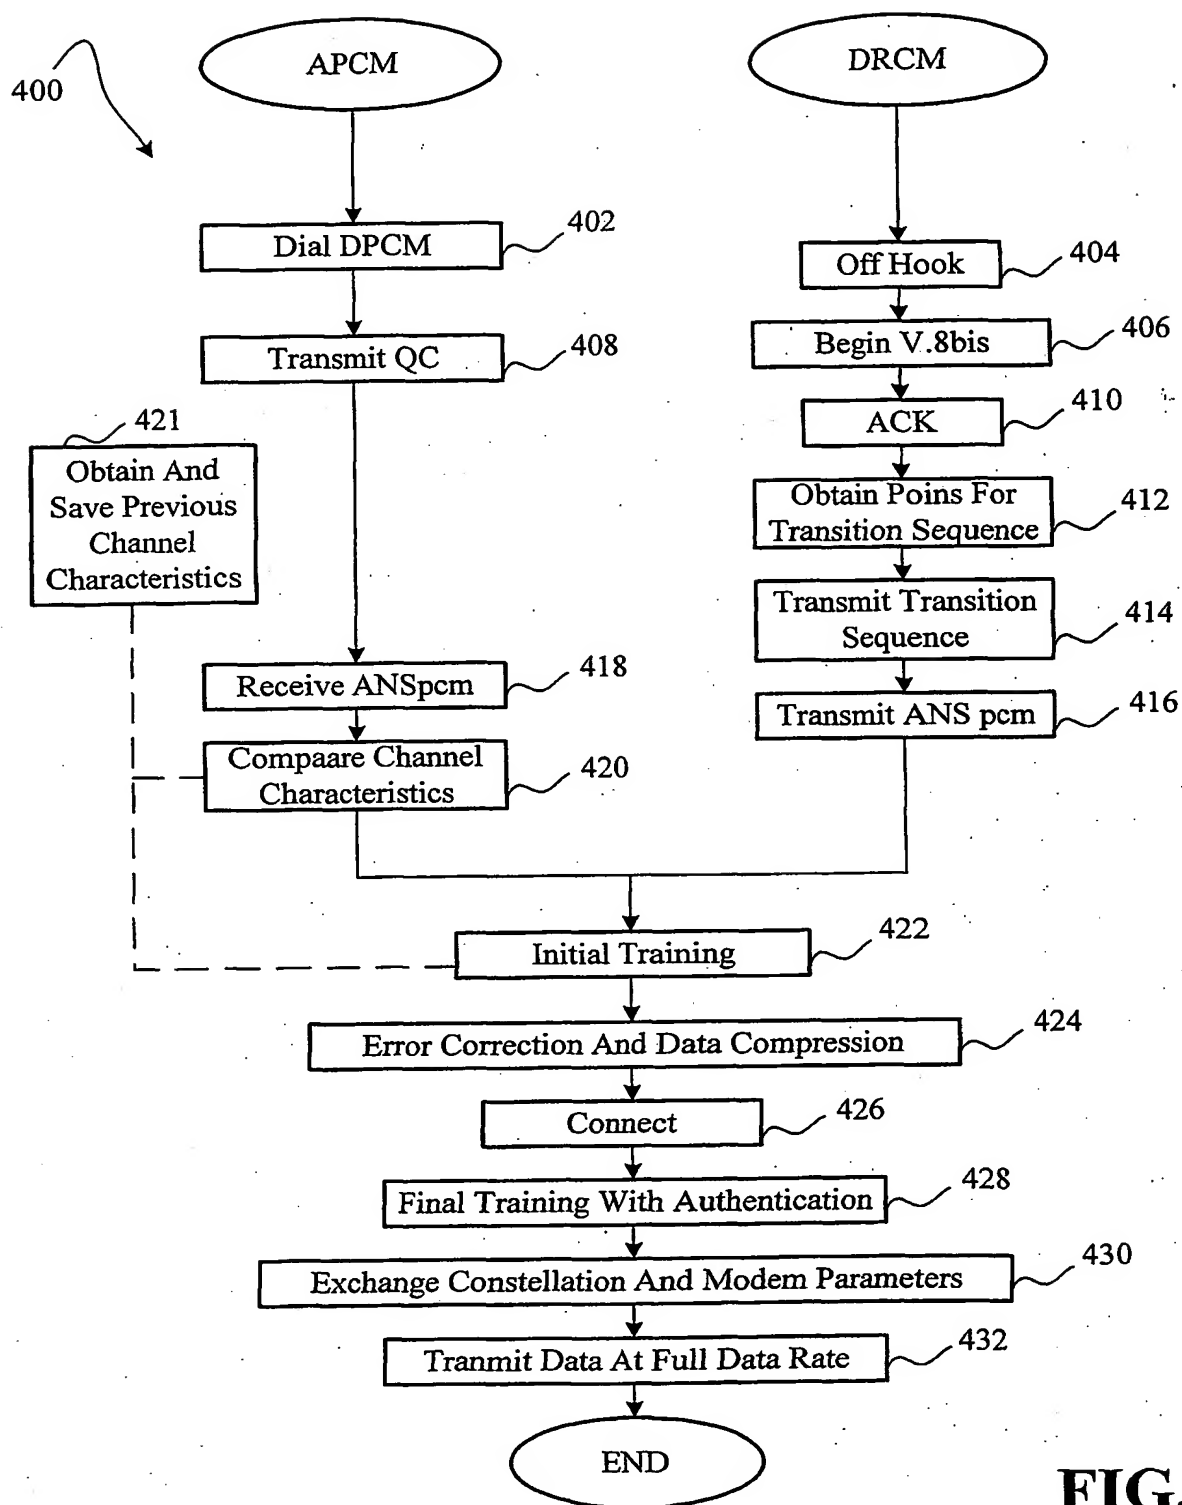 APCM
DRCM
400
Dial DPCM
402
Off Hook
404
Transmit QC
408
Begin V.8bis
406
ACK
410
421
Obtain And
Save Previous
Channel
Characteristics
Obtain Poins For
Transition Sequence
412
Transmit Transition
Sequence
414
Receive ANSpcm
418
Transmit ANS pcm
416
Compaare Channel
Characteristics
420
Initial Training
422
Error Correction And Data Compression
424
Connect
426
Final Training With Authentication
428
Exchange Constellation And Modem Parameters
430
Tranmit Data At Full Data Rate
432
END
FIG.